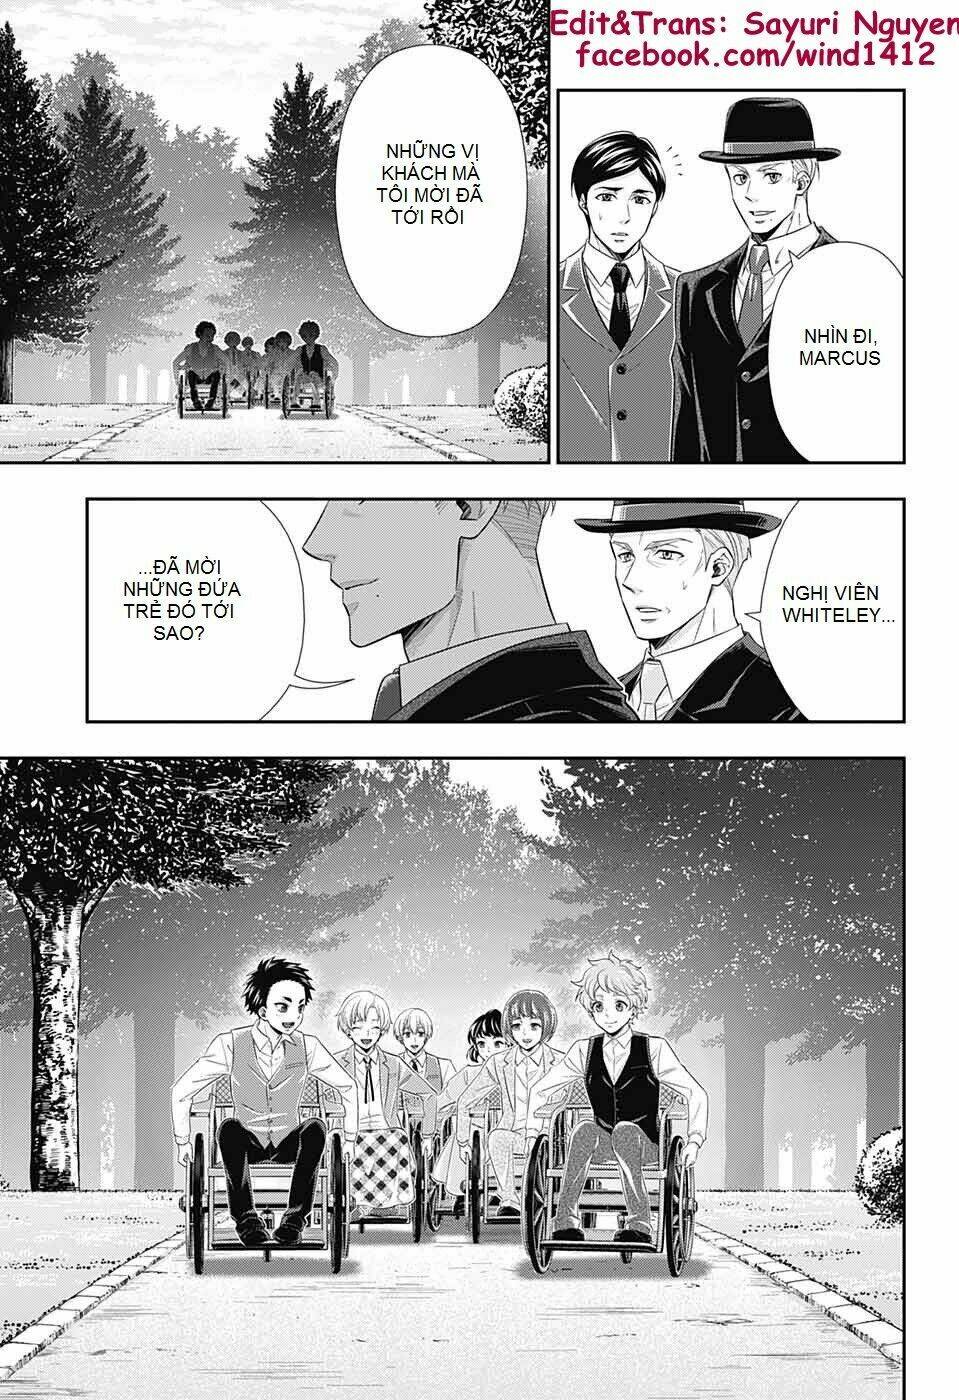 Edit&Trans: Sayuri Nguyen
facebook.com/wind1412
NHÌN ĐI,
MARCUS
NHỮNG VỊ
KHÁCH MÀ
TÔI MỜI ĐÃ
TỚI RỒI
NGHỊ VIÊN
WHITELEY...
...ĐÃ MỜI
NHỮNG ĐỨA
TRẺ ĐÓ TỚI
SAO?